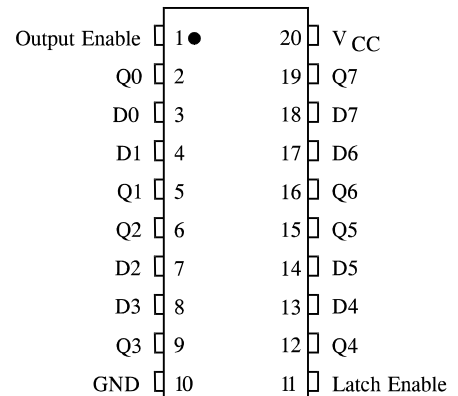 Output Enable 1 20 VCC
Q0 2 19 Q7
D0 3 18 D7
D1 4 17 D6
Q1 5 16 Q6
Q2 6 15 Q5
D2 7 14 D5
D3 8 13 D4
Q3 9 12 Q4
GND 10 11 Latch Enable